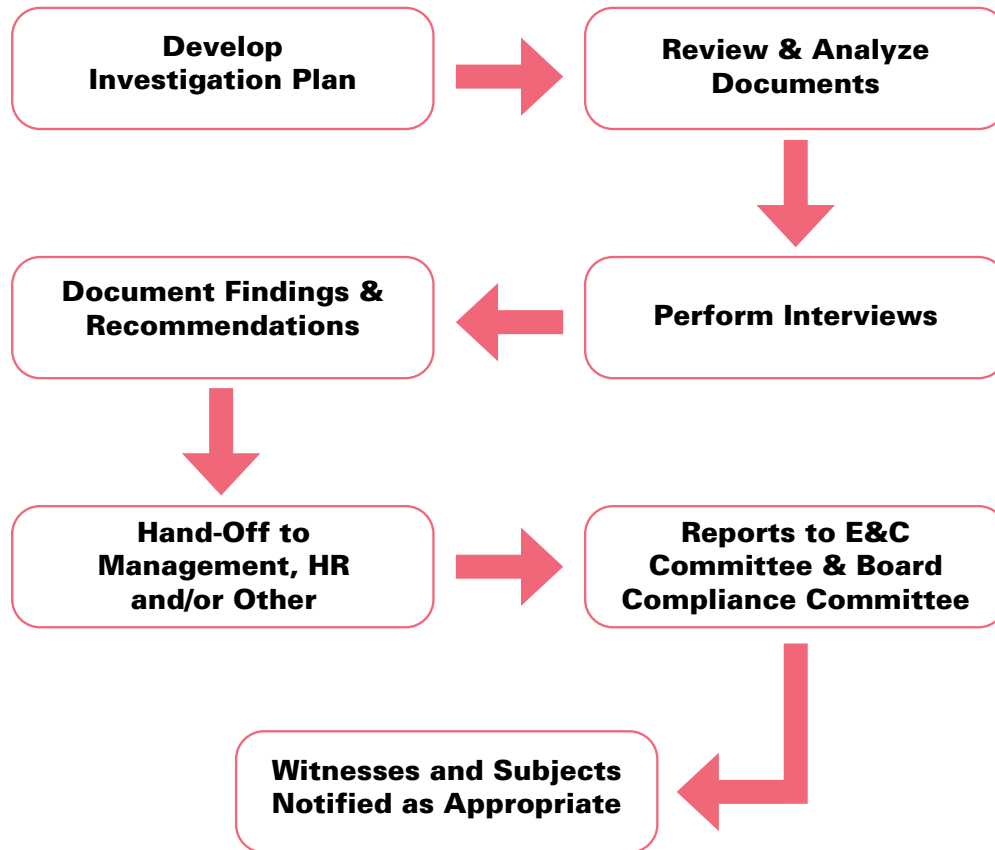 Develop
Investigation Plan
Review & Analyze
Documents
Perform Interviews
Document Findings &
Recommendations
Hand-Off to
Management, HR
and/or Other
Reports to E&C
Committee & Board
Compliance Committee
Witnesses and Subjects
Notified as Appropriate